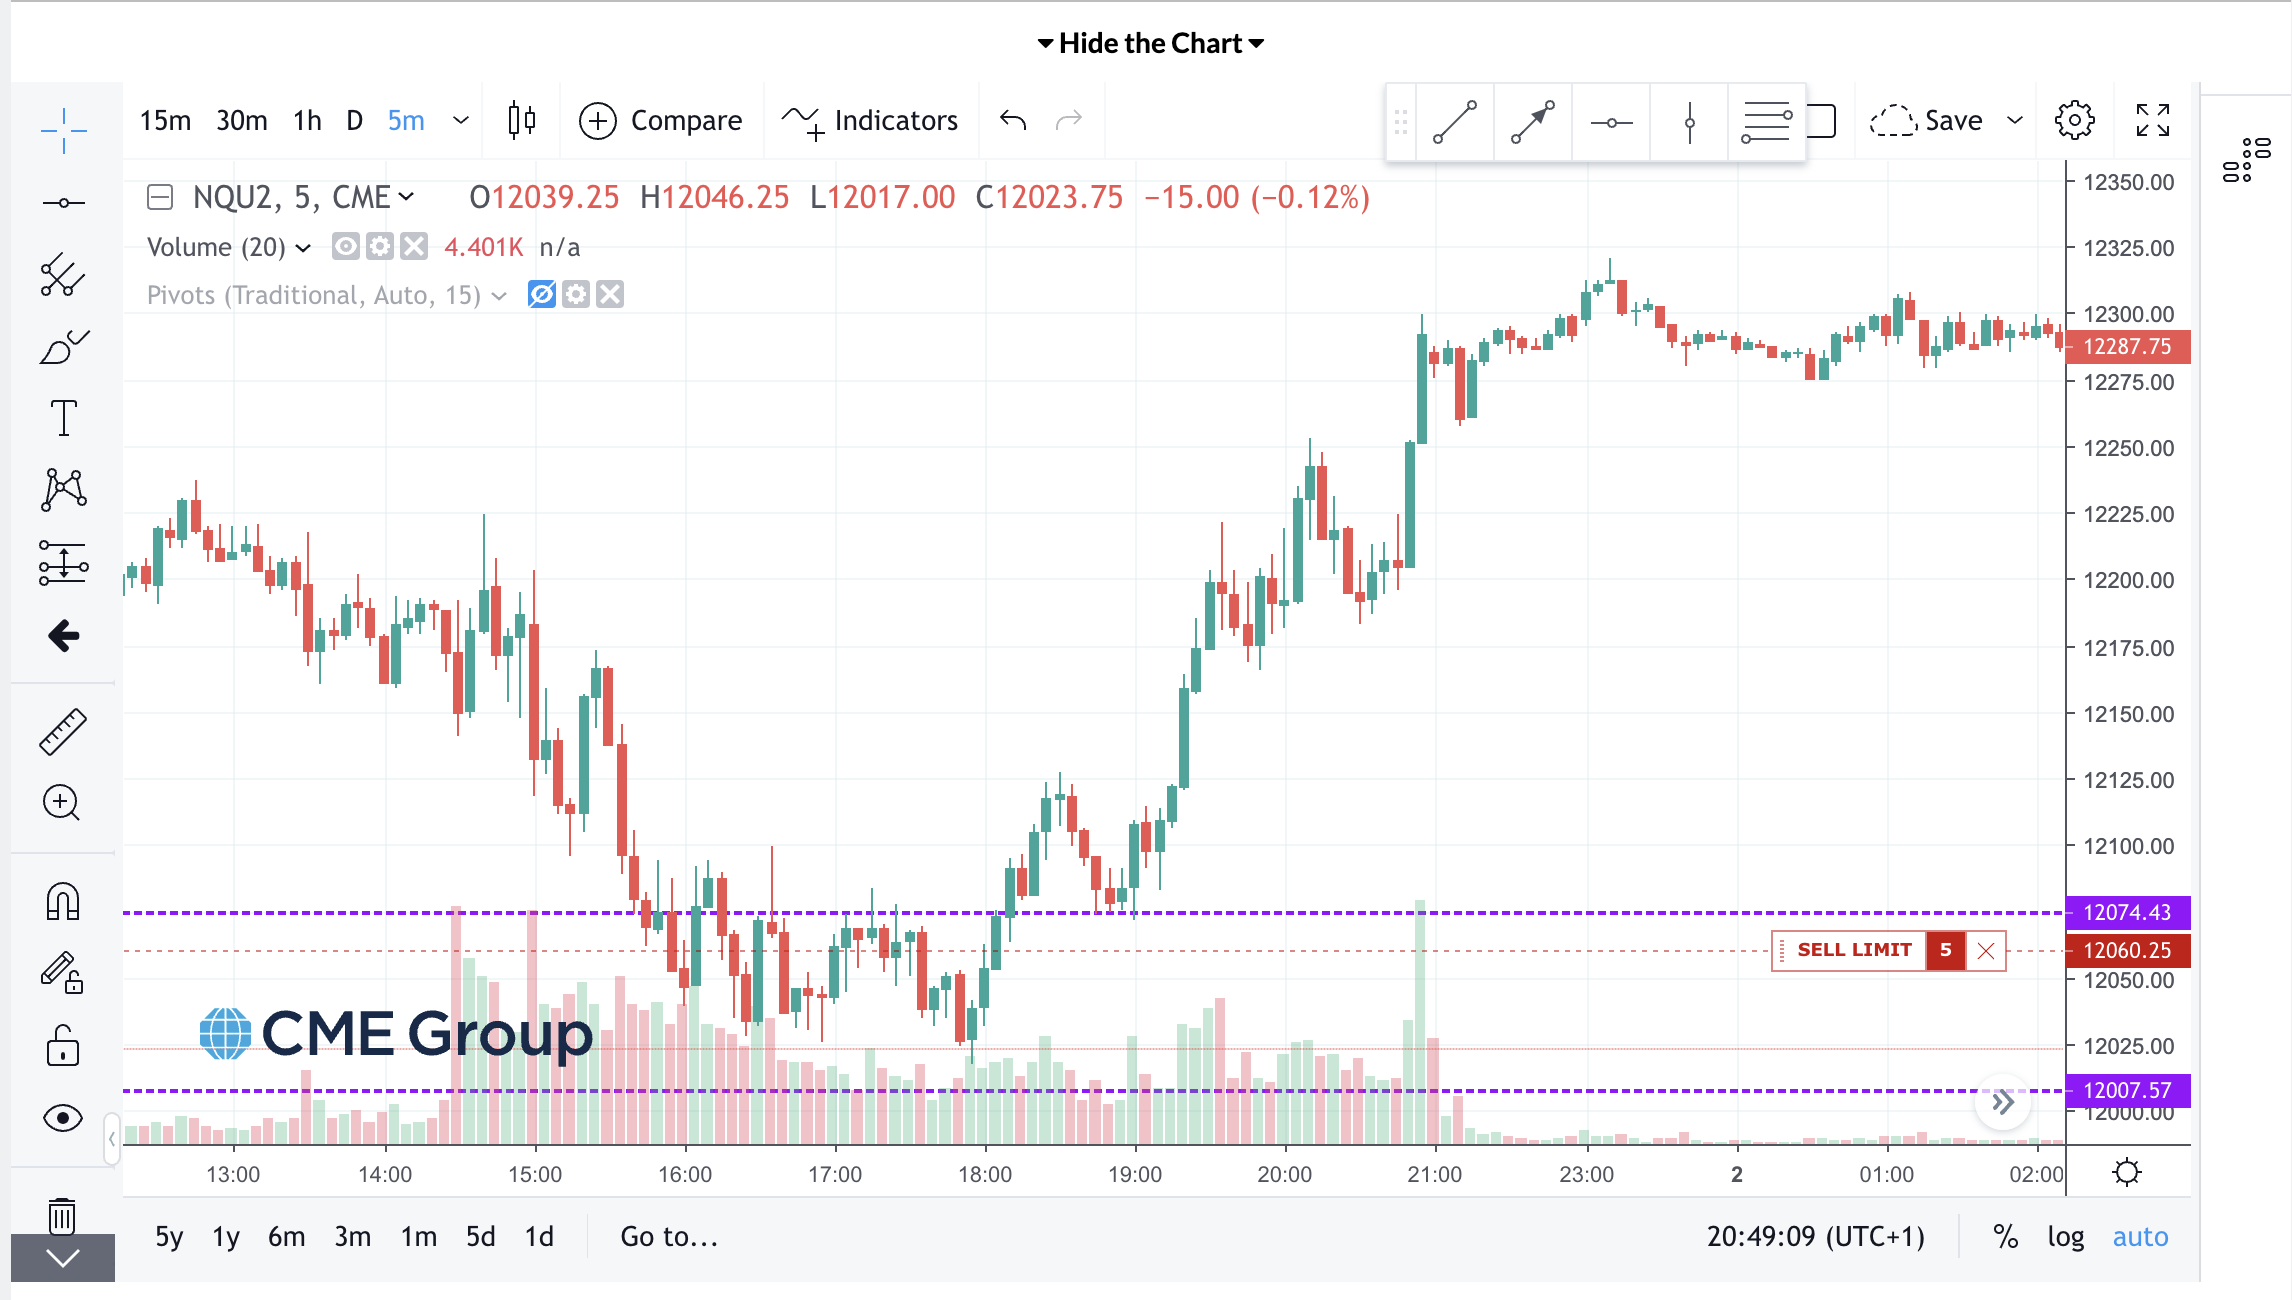 Hide the Chart
15m 30m 1h D 5m Compare Indicators Save
NQU2, 5, CME O12039.25 H12046.25 L12017.00 C12023.75 −15.00 (−0.12%)
Volume (20) 4.401K n/a
Pivots (Traditional, Auto, 15)
12350.00
12325.00
12300.00
12287.75
12275.00
12250.00
12225.00
12200.00
12175.00
12150.00
12125.00
12100.00
12074.43
SELL LIMIT 5 12060.25
12050.00
CME Group
12025.00
12007.57
12000.00
13:00 14:00 15:00 16:00 17:00 18:00 19:00 20:00 21:00 23:00 2 01:00 02:00
5y 1y 6m 3m 1m 5d 1d Go to... 20:49:09 (UTC+1) % log auto